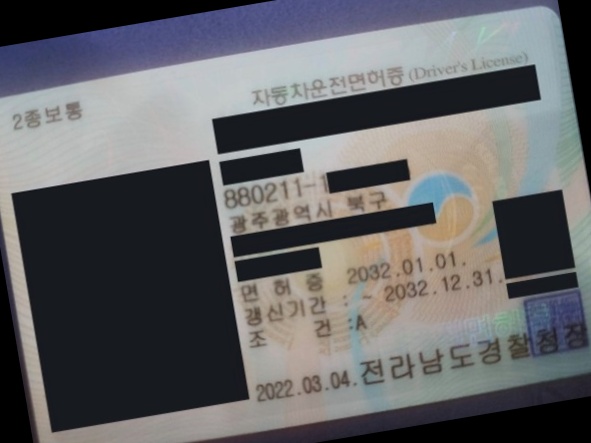 2종보통
자동차운전면허증 (Driver's License)
880211-1
광주광역시 북구
면 허 증 2032.01.01.
갱신기간 : ~ 2032.12.31.
조 건 :A
2022.03.04. 전라남도경찰청장